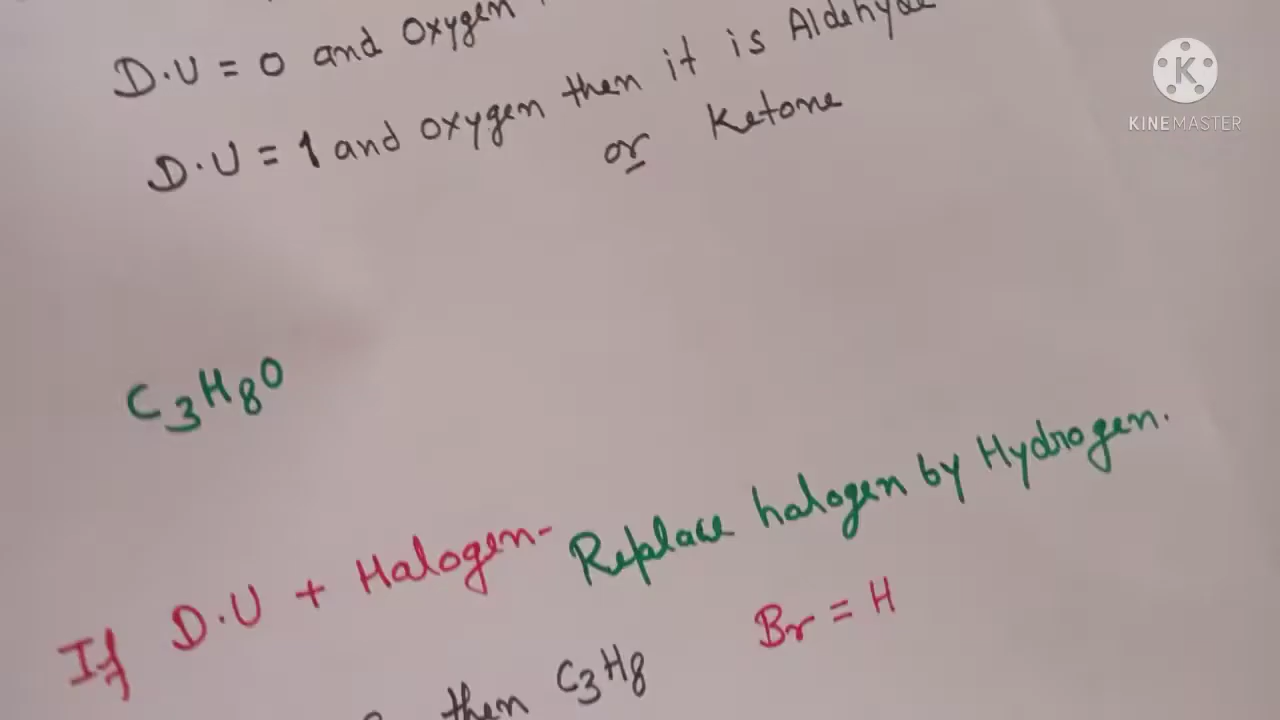 D.U = 0 and Oxygen
D.U = 1 and oxygen then it is Aldehyde
or Ketone
KINEMASTER
C3H8O
If D.U + Halogen- Replace halogen by Hydrogen.
Br = H
then C3H8